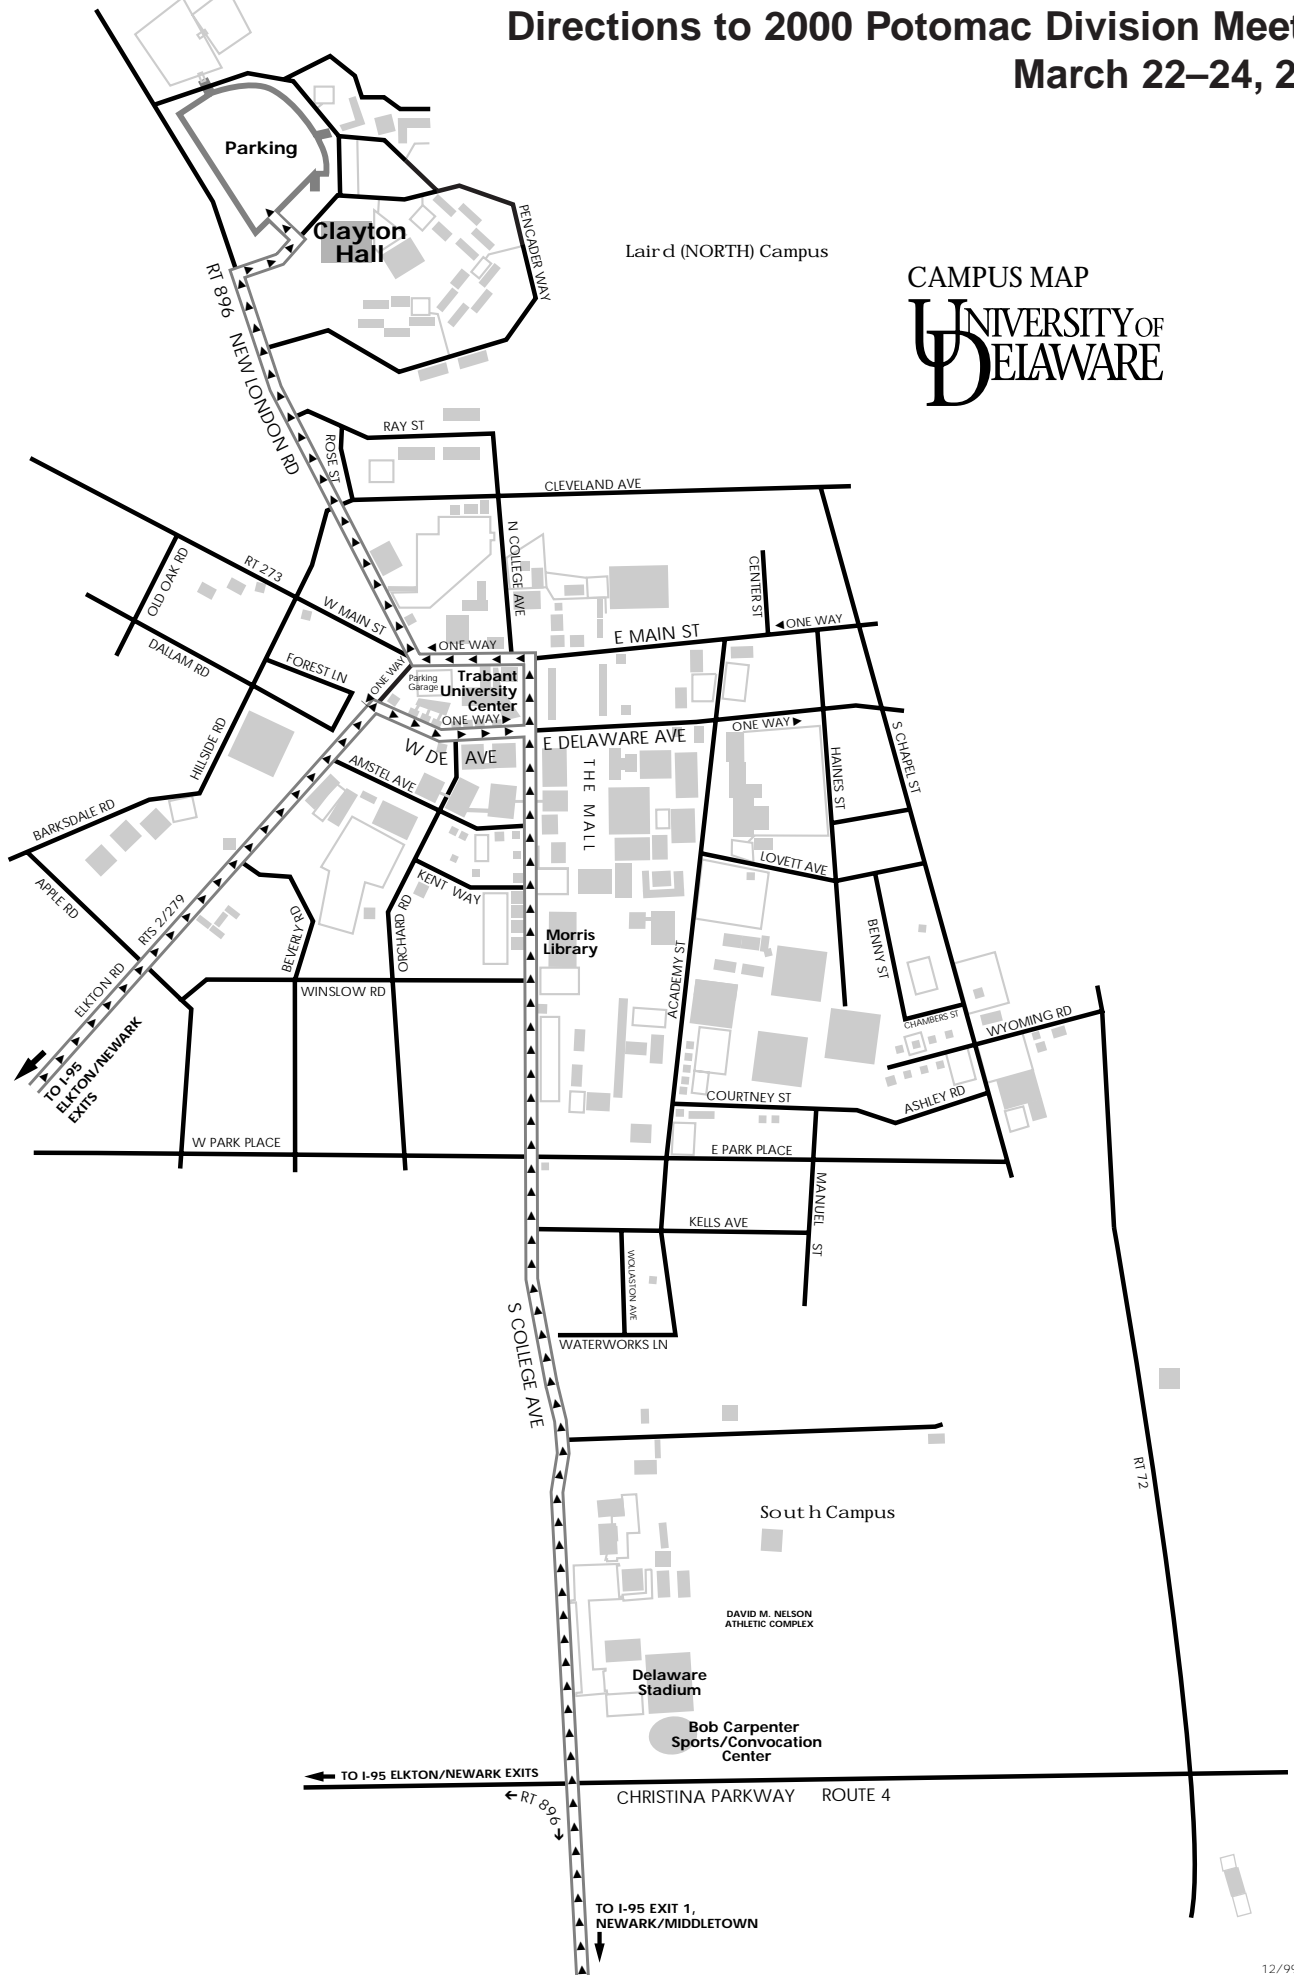 Directions to 2000 Potomac Division Meet
March 22–24, 2
Parking
Clayton
Hall
PENCADER WAY
Laird (NORTH) Campus
CAMPUS MAP
UNIVERSITY OF
DELAWARE
RT 896 NEW LONDON RD
RAY ST
ROSE ST
CLEVELAND AVE
N COLLEGE AVE
CENTER ST
OLD OAK RD
RT 273
W MAIN ST
DALLAM RD
FOREST LN
ONE WAY
ONE WAY
E MAIN ST
ONE WAY
Parking
Garage
Trabant
University
Center
ONE WAY
E DELAWARE AVE
ONE WAY
W DE AVE
HILLSIDE RD
AMSTEL AVE
THE MALL
HAINES ST
S CHAPEL ST
BARKSDALE RD
APPLE RD
KENT WAY
LOVETT AVE
RTS 2/279
BEVERLY RD
ORCHARD RD
Morris
Library
ACADEMY ST
BENNY ST
ELKTON RD
WINSLOW RD
CHAMBERS ST
WYOMING RD
TO I-95
ELKTON/NEWARK
EXITS
COURTNEY ST
ASHLEY RD
W PARK PLACE
E PARK PLACE
MANUEL ST
KELLS AVE
WOLLASTON AVE
WATERWORKS LN
S COLLEGE AVE
RT 72
South Campus
DAVID M. NELSON
ATHLETIC COMPLEX
Delaware
Stadium
Bob Carpenter
Sports/Convocation
Center
TO I-95 ELKTON/NEWARK EXITS
RT 896
CHRISTINA PARKWAY ROUTE 4
TO I-95 EXIT 1,
NEWARK/MIDDLETOWN
12/99